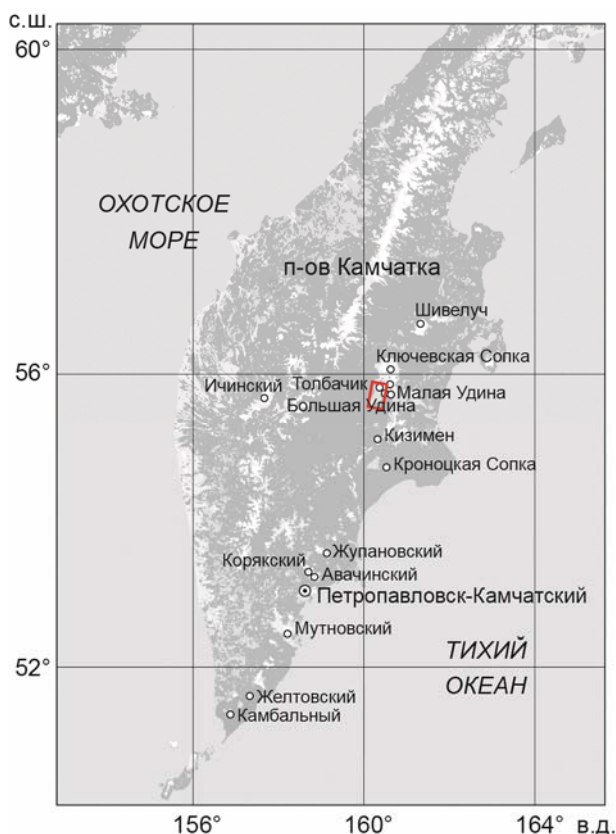 с.ш.
60°
ОХОТСКОЕ
МОРЕ
п-ов Камчатка
Шивелуч
Ключевская Сопка
56°
Ичинский
Толбачик
Малая Удина
Большая Удина
Кизимен
Кроноцкая Сопка
Жупановский
Корякский
Авачинский
Петропавловск-Камчатский
Мутновский
ТИХИЙ
ОКЕАН
52°
Желтовский
Камбальный
156° 160° 164° в.д.